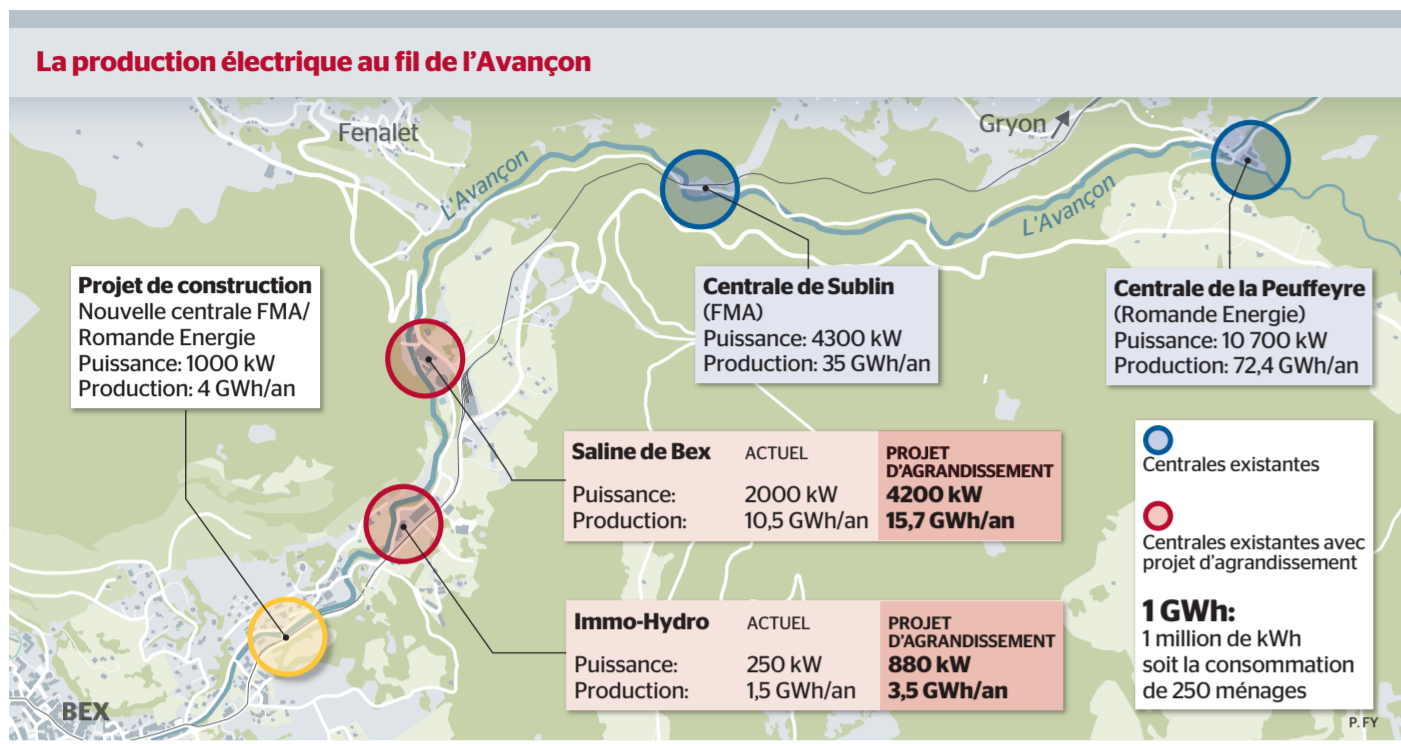 La production électrique au fil de l'Avançon
Fenalet
Gryon
L'Avançon
L'Avançon
Projet de construction
Nouvelle centrale FMA/
Romande Energie
Puissance: 1000 kW
Production: 4 GWh/an
Centrale de Sublin
(FMA)
Puissance: 4300 kW
Production: 35 GWh/an
Centrale de la Peuffeyre
(Romande Energie)
Puissance: 10 700 kW
Production: 72,4 GWh/an
Saline de Bex ACTUEL PROJET
D'AGRANDISSEMENT
Puissance: 2000 kW 4200 kW
Production: 10,5 GWh/an 15,7 GWh/an
Immo-Hydro ACTUEL PROJET
D'AGRANDISSEMENT
Puissance: 250 kW 880 kW
Production: 1,5 GWh/an 3,5 GWh/an
Centrales existantes
Centrales existantes avec
projet d'agrandissement
1 GWh:
1 million de kWh
soit la consommation
de 250 ménages
BEX
P. FY